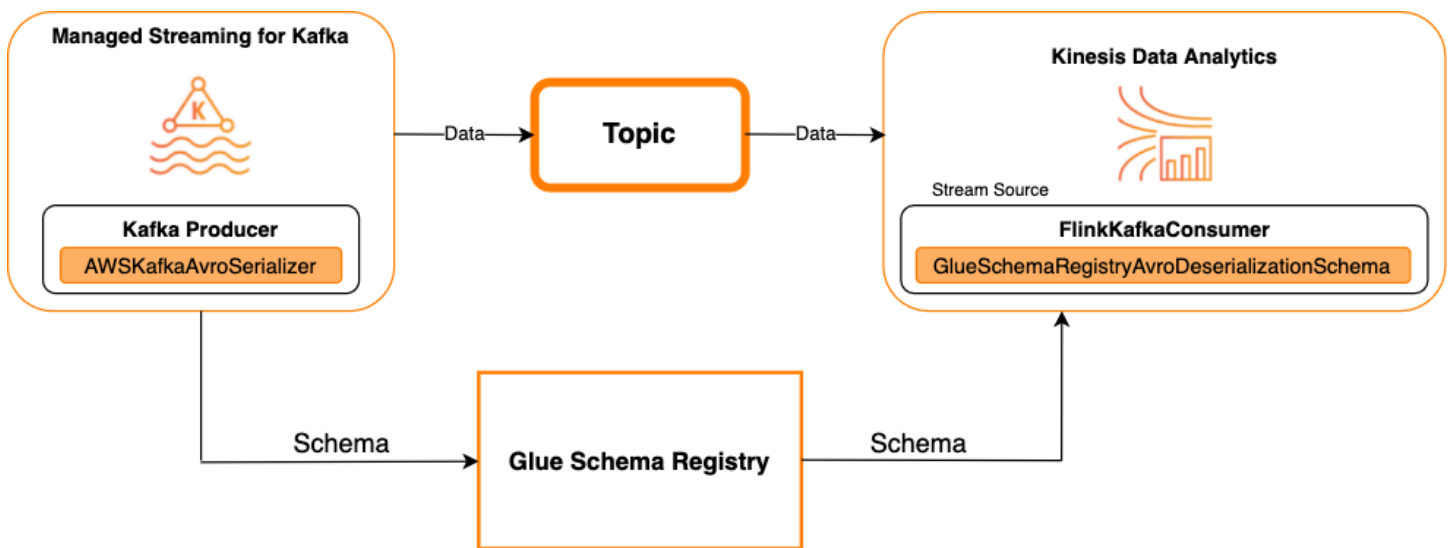 Managed Streaming for Kafka
K
Kafka Producer
AWSKafkaAvroSerializer
Data
Topic
Data
Kinesis Data Analytics
Stream Source
FlinkKafkaConsumer
GlueSchemaRegistryAvroDeserializationSchema
Schema
Glue Schema Registry
Schema